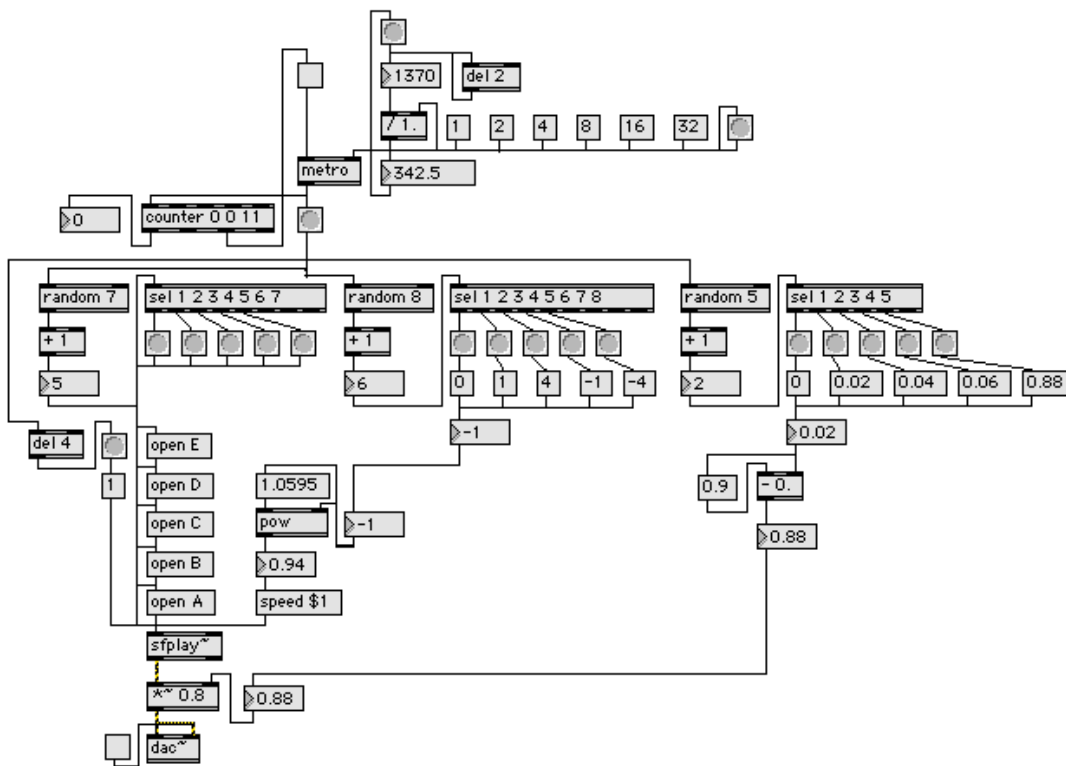 1370
del 2
/ 1.
1 2 4 8 16 32
metro
342.5
0
counter 0 0 11
random 7
sel 1 2 3 4 5 6 7
random 8
sel 1 2 3 4 5 6 7 8
random 5
sel 1 2 3 4 5
+ 1
+ 1
+ 1
5
6
0 1 4 -1 -4
2
0 0.02 0.04 0.06 0.88
del 4
open E
-1
0.02
1
open D
1.0595
0.9
- 0.
open C
pow
-1
0.88
open B
0.94
open A
speed $1
sfplay~
*~ 0.8
0.88
dac~